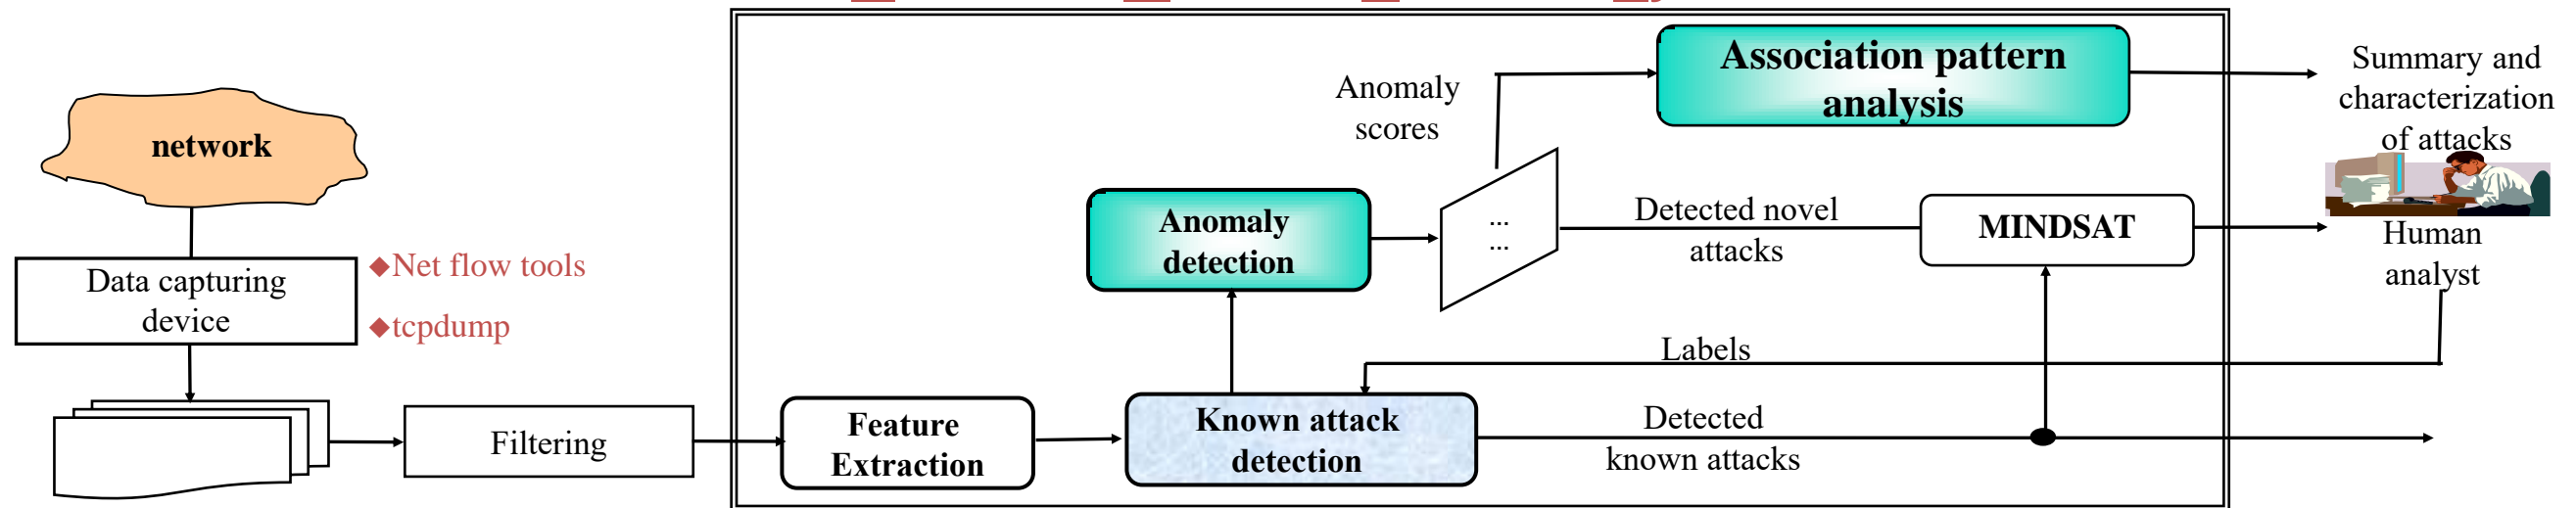 network
Data capturing
device
◆Net flow tools
◆tcpdump
Filtering
Feature
Extraction
Known attack
detection
Anomaly
detection
Anomaly
scores
...
...
Association pattern
analysis
Detected novel
attacks
MINDSAT
Labels
Detected
known attacks
Summary and
characterization
of attacks
Human
analyst